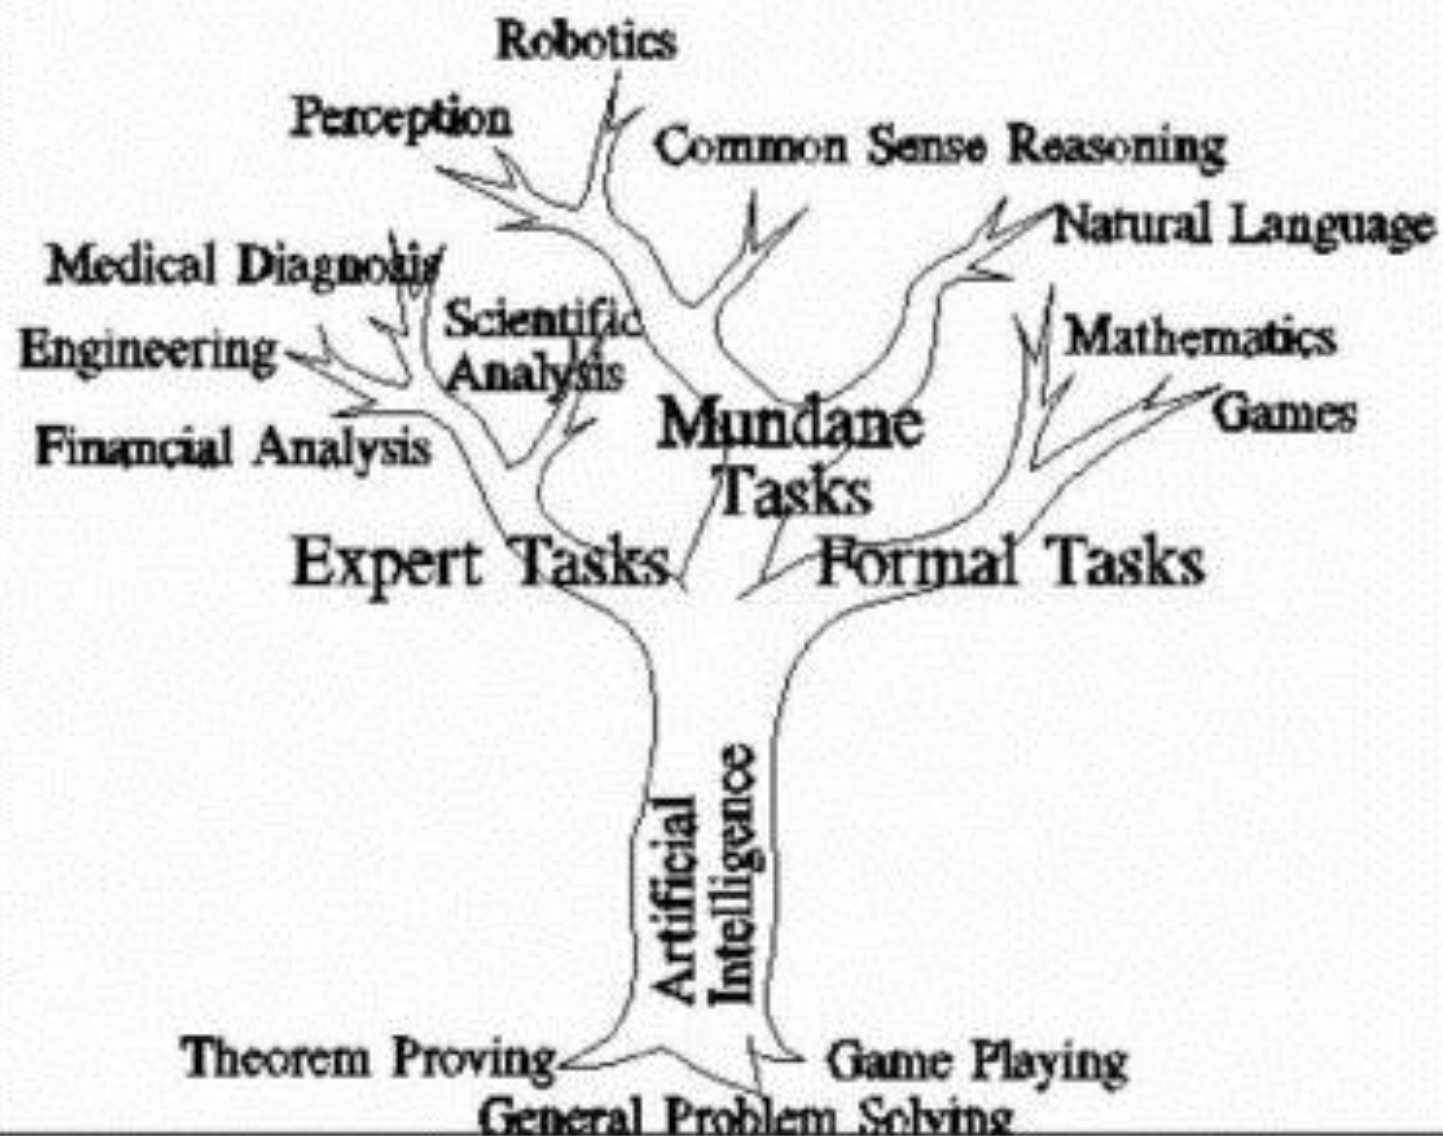 Robotics
Perception
Common Sense Reasoning
Natural Language
Medical Diagnosis
Scientific
Analysis
Engineering
Mathematics
Games
Financial Analysis
Mundane
Tasks
Expert Tasks
Formal Tasks
Artificial
Intelligence
Theorem Proving
Game Playing
General Problem Solving